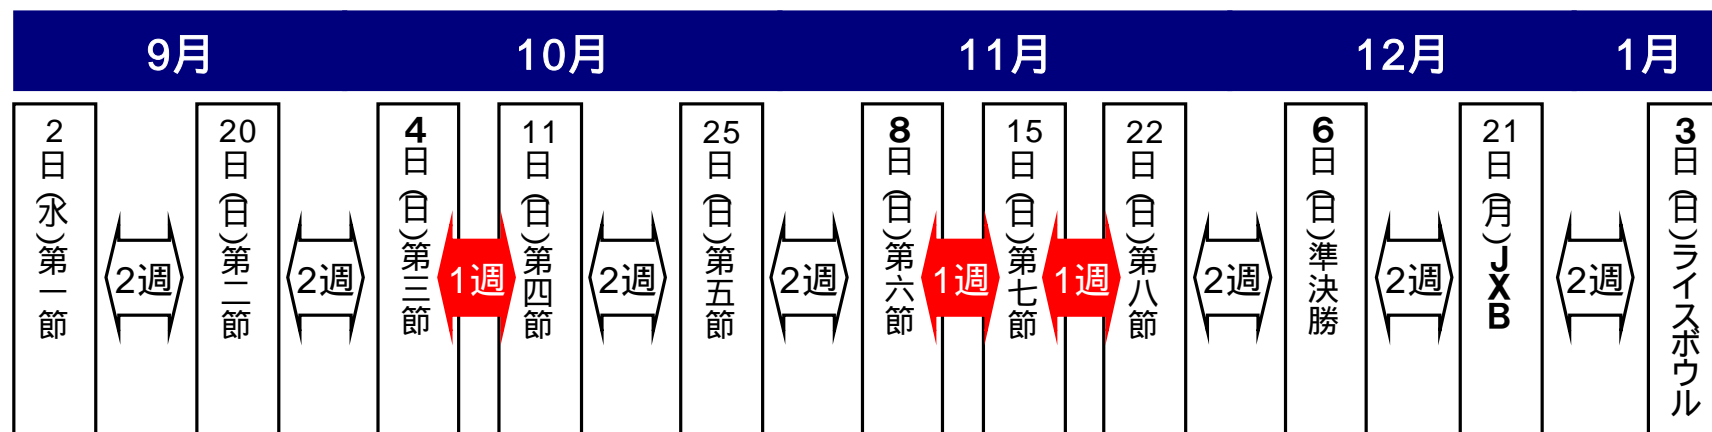 9月
10月
11月
12月
1月
2日(水)第一節
2週
20日(日)第二節
2週
4日(日)第三節
1週
11日(日)第四節
2週
25日(日)第五節
2週
8日(日)第六節
1週
15日(日)第七節
1週
22日(日)第八節
2週
6日(日)準決勝
2週
21日(月)JXB
2週
3日(日)ライスボウル